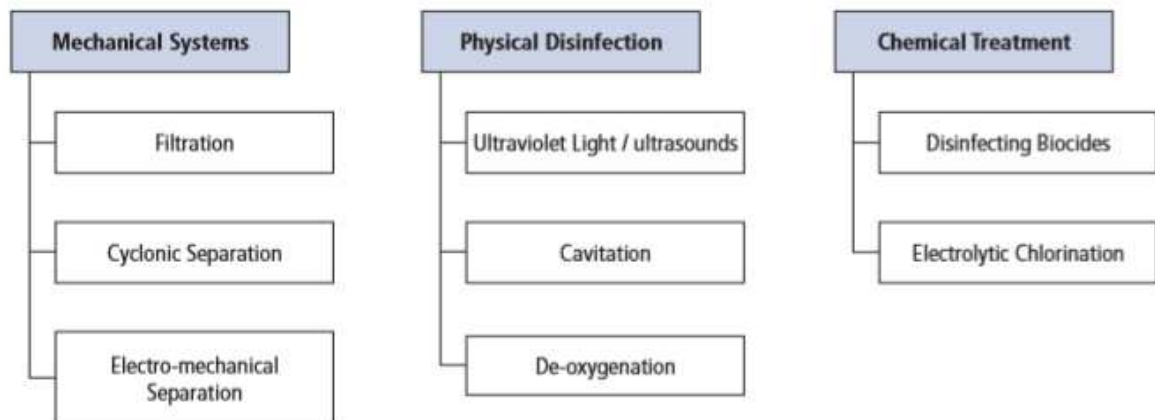 Mechanical Systems
Filtration
Cyclonic Separation
Electro-mechanical
Separation
Physical Disinfection
Ultraviolet Light / ultrasounds
Cavitation
De-oxygenation
Chemical Treatment
Disinfecting Biocides
Electrolytic Chlorination